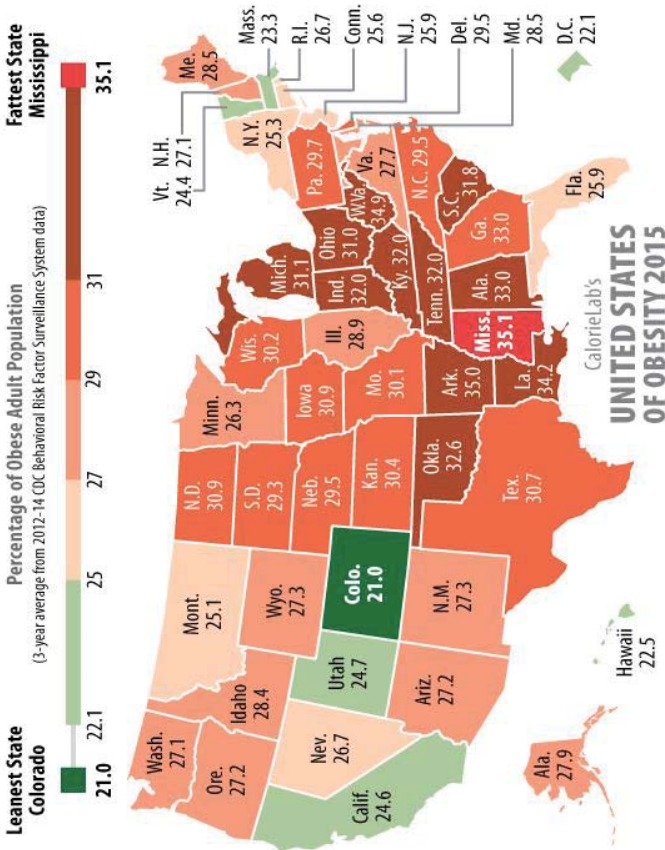 Leanest State
Colorado
Percentage of Obese Adult Population
(3-year average from 2012-14 CDC Behavioral Risk Factor Surveillance System data)
Fattest State
Mississippi
21.0
22.1
25
27
29
31
35.1
Wash.
27.1
Ore.
27.2
Calif.
24.6
Nev.
26.7
Idaho
28.4
Mont.
25.1
Wyo.
27.3
Utah
24.7
Colo.
21.0
Ariz.
27.2
N.M.
27.3
N.D.
30.9
S.D.
29.3
Neb.
29.5
Kan.
30.4
Okla.
32.6
Tex.
30.7
Minn.
26.3
Iowa
30.9
Mo.
30.1
Ark.
35.0
La.
34.2
Wis.
30.2
Ill.
28.9
Mich.
31.1
Ind.
32.0
Ohio
31.0
Ky. 32.0
Tenn. 32.0
Miss.
35.1
Ala.
33.0
Ga.
33.0
Fla.
25.9
S.C.
31.8
N.C. 29.5
Va.
27.7
W.Va.
34.9
Pa. 29.7
N.Y.
25.3
Vt.
24.4
N.H.
27.1
Me.
28.5
Mass.
23.3
R.I.
26.7
Conn.
25.6
N.J.
25.9
Del.
29.5
Md.
28.5
D.C.
22.1
Ala.
27.9
Hawaii
22.5
CalorieLab's
UNITED STATES
OF OBESITY 2015